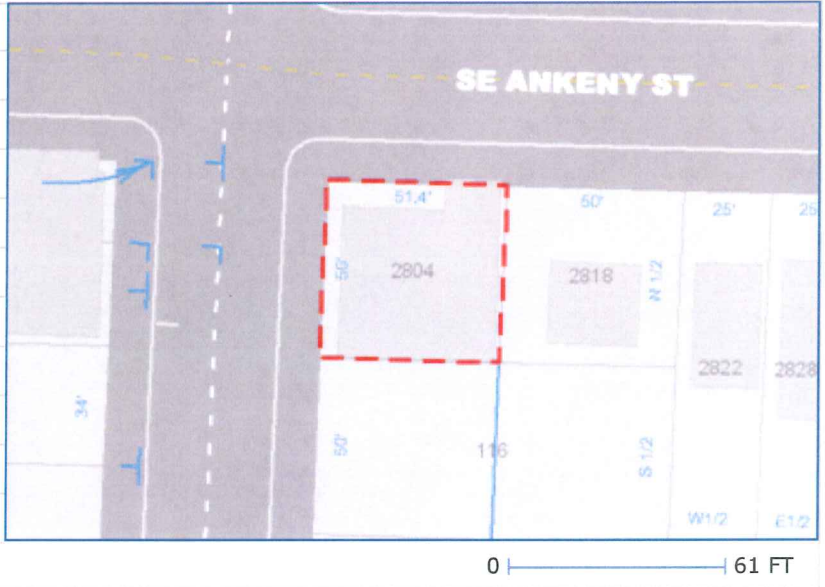 SE ANKENY ST
51.4'
50'
25'
25
50'
2804
2818
N 1/2
2822
2828
34'
50'
116
S 1/2
W1/2
E1/2
0
61 FT